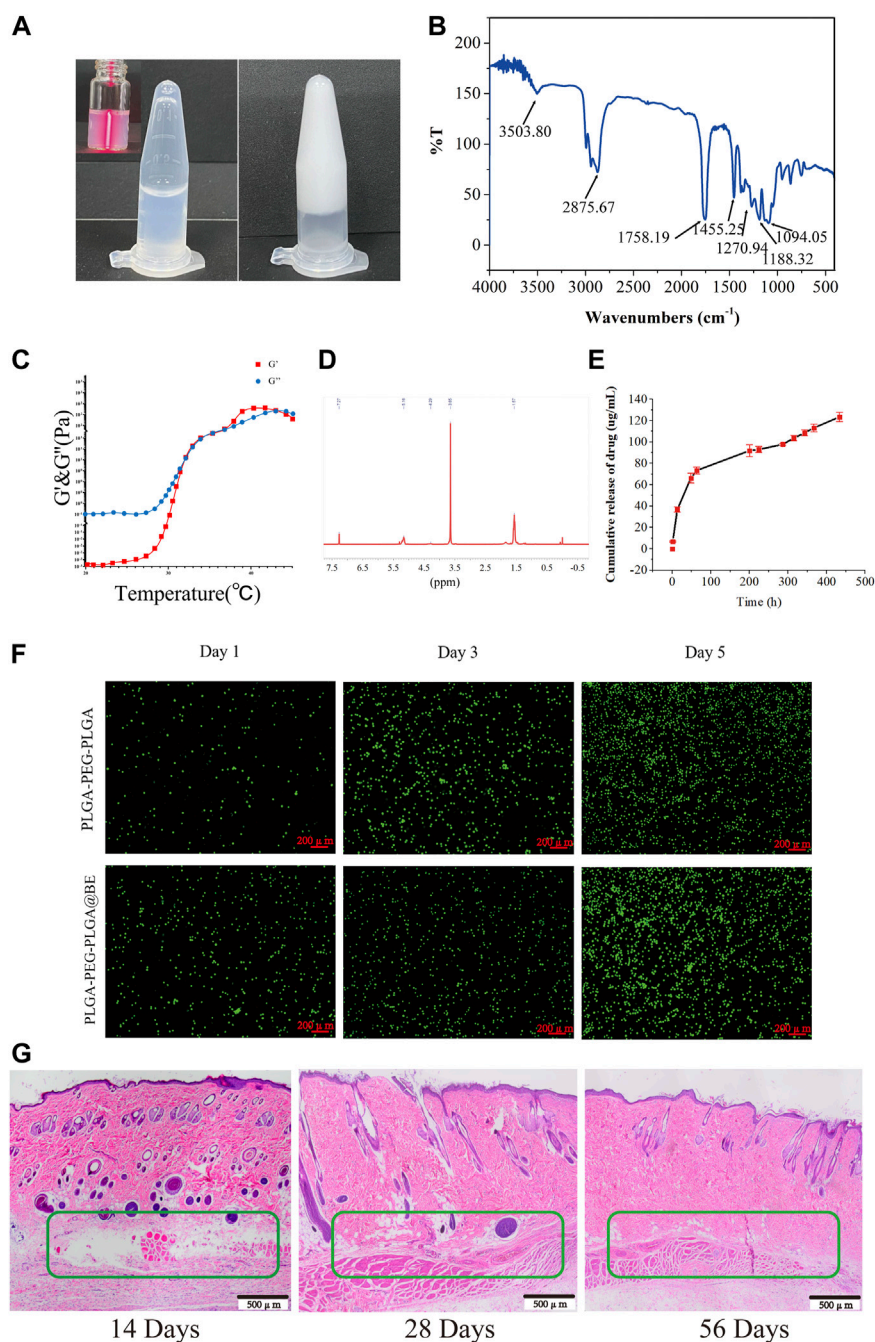 A
B
200
150
100
75
50
25
0
%T
3503.80
2875.67
1758.19
1455.25
1270.94
1188.32
1094.05
4000
3500
3000
2500
2000
1500
1000
500
Wavenumbers (cm⁻¹)
C
G'
G''
G'&G''(Pa)
Temperature(℃)
D
7.5
6.5
5.5
4.5
3.5
2.5
1.5
0.5
-0.5
(ppm)
E
140
120
100
80
60
40
20
0
-20
Cumulative release of drug (ug/mL)
0
100
200
300
400
500
Time (h)
F
Day 1
Day 3
Day 5
PLGA-PEG-PLGA
200 μm
200 μm
200 μm
PLGA-PEG-PLGA@BE
200 μm
200 μm
200 μm
G
500 μm
500 μm
500 μm
14 Days
28 Days
56 Days